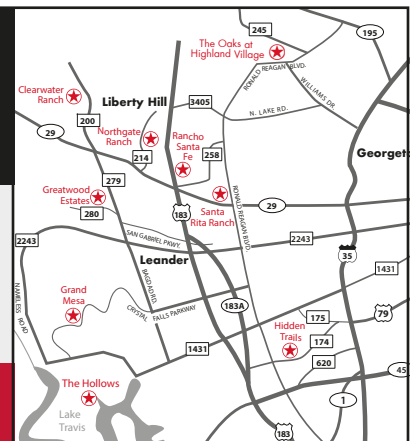 245
195
The Oaks at
Highland Village
RONALD REAGAN BLVD.
WILLIAMS DR
Clearwater
Ranch
Liberty Hill
3405
N. LAKE RD.
200
29
Northgate
Ranch
Rancho
Santa
Fe
214
258
Georget
279
Greatwood
Estates
280
183
Santa
Rita Ranch
RONALD REAGAN BLVD.
29
SAN GABREL PKWY.
2243
2243
Leander
35
1431
BAGDAD RD.
NAMELESS
ROAD
Grand
Mesa
CRYSTAL FALLS PARKWAY
183A
175
79
Hidden
Trails
174
1431
620
45
The Hollows
Lake
Travis
1
183